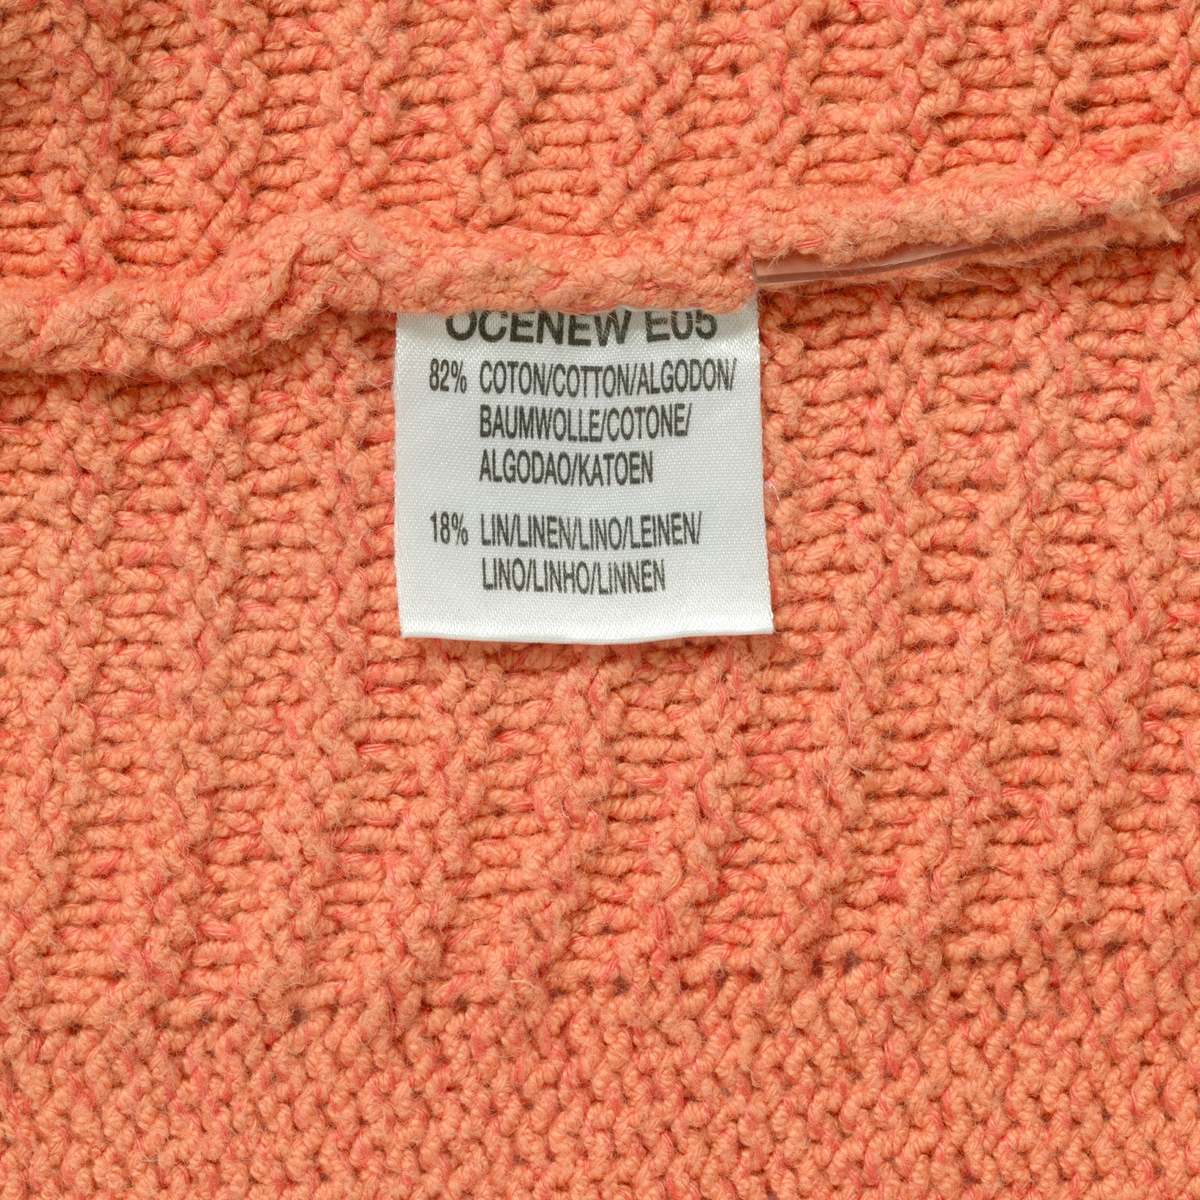 OCENEW E05
82% COTON/COTTON/ALGODON/
BAUMWOLLE/COTONE/
ALGODAO/KATOEN
18% LIN/LINEN/LINO/LEINEN/
LINO/LINHO/LiNNEN